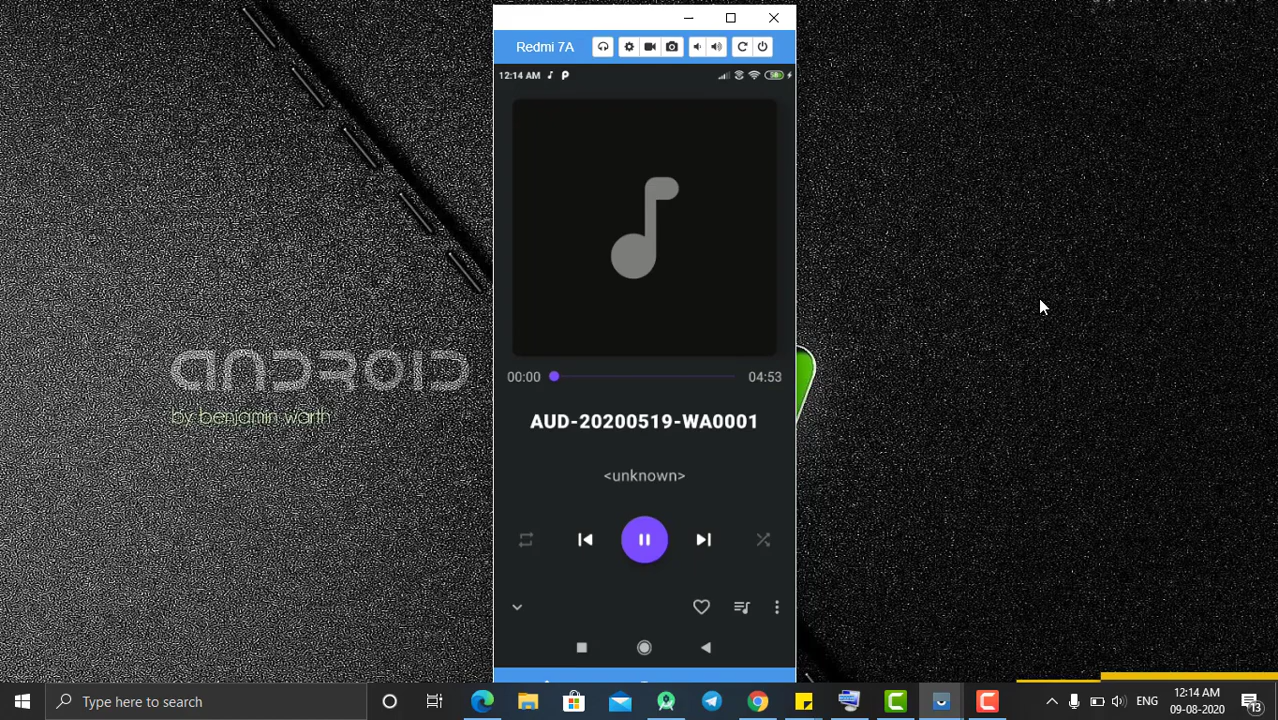 Redmi 7A
12:14 AM
58
00:00
04:53
AUD-20200519-WA0001
<unknown>
ANDROID
by benjamin warth
Type here to search
ENG
12:14 AM
09-08-2020
13